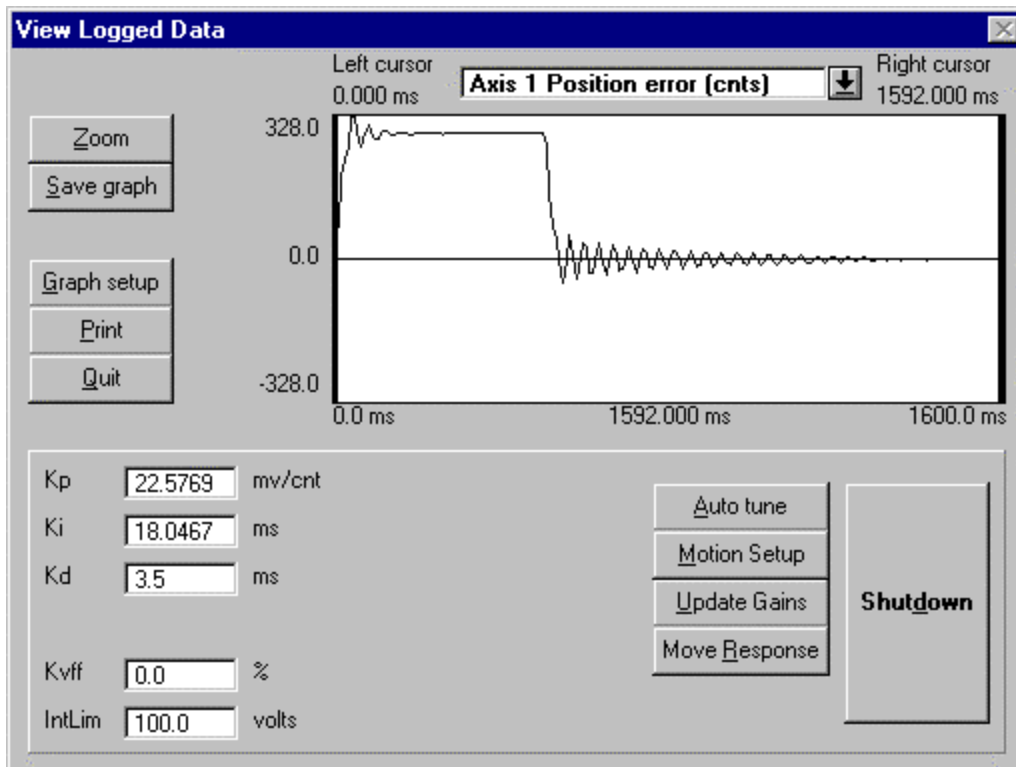 View Logged Data
Left cursor
0.000 ms
Axis 1 Position error (cnts)
Right cursor
1592.000 ms
Zoom
Save graph
Graph setup
Print
Quit
328.0
0.0
-328.0
0.0 ms 1592.000 ms 1600.0 ms
Kp 22.5769 mv/cnt
Ki 18.0467 ms
Kd 3.5 ms
Kvff 0.0 %
IntLim 100.0 volts
Auto tune
Motion Setup
Update Gains
Move Response
Shutdown